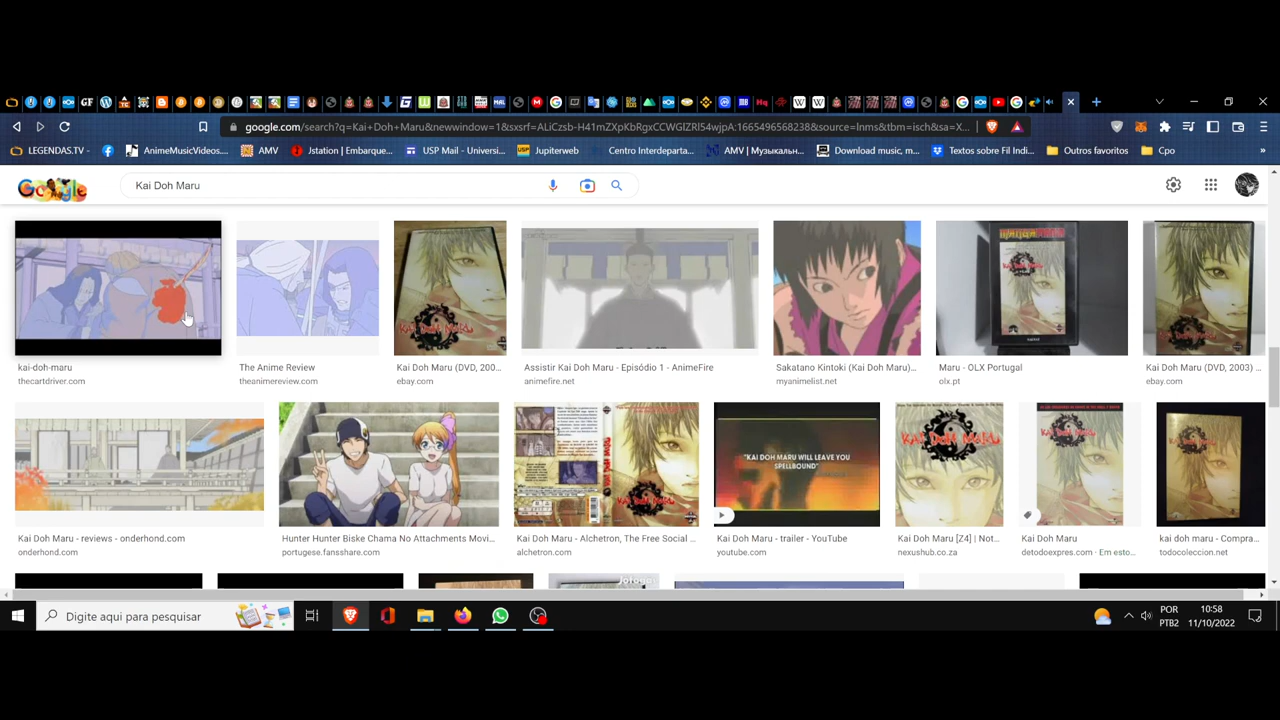 google.com/search?q=Kai+Doh+Maru&newwindow=1&sxsrf=ALiCzsb-H41mZXpKbRgxCCWGIZRl54wjpA:1665496568238&source=lnms&tbm=isch&sa=X...
LEGENDAS.TV -
AnimeMusicVideos...
AMV
Jstation | Embarque...
USP Mail - Universi...
Jupiterweb
Centro Interdeparta...
AMV | Музыкальн...
Download music, m...
Textos sobre Fil Indi...
Outros favoritos
Cpo
»
Google
Kai Doh Maru
kai-doh-maru
thecartdriver.com
The Anime Review
theanimereview.com
Kai Doh Maru (DVD, 200...
ebay.com
Assistir Kai Doh Maru - Episódio 1 - AnimeFire
animefire.net
Sakatano Kintoki (Kai Doh Maru)...
myanimelist.net
Maru - OLX Portugal
olx.pt
Kai Doh Maru (DVD, 2003) ...
ebay.com
"KAI DOH MARU WILL LEAVE YOU
SPELLBOUND"
KAI DOH MARU
Kai Doh Maru - reviews - onderhond.com
onderhond.com
Hunter Hunter Biske Chama No Attachments Movi...
portugese.fansshare.com
Kai Doh Maru - Alchetron, The Free Social ...
alchetron.com
Kai Doh Maru - trailer - YouTube
youtube.com
Kai Doh Maru [Z4] | Not...
nexushub.co.za
Kai Doh Maru
detodoexpres.com · Em esto...
kai doh maru - Compra...
todocoleccion.net
Digite aqui para pesquisar
POR
PTB2
10:58
11/10/2022